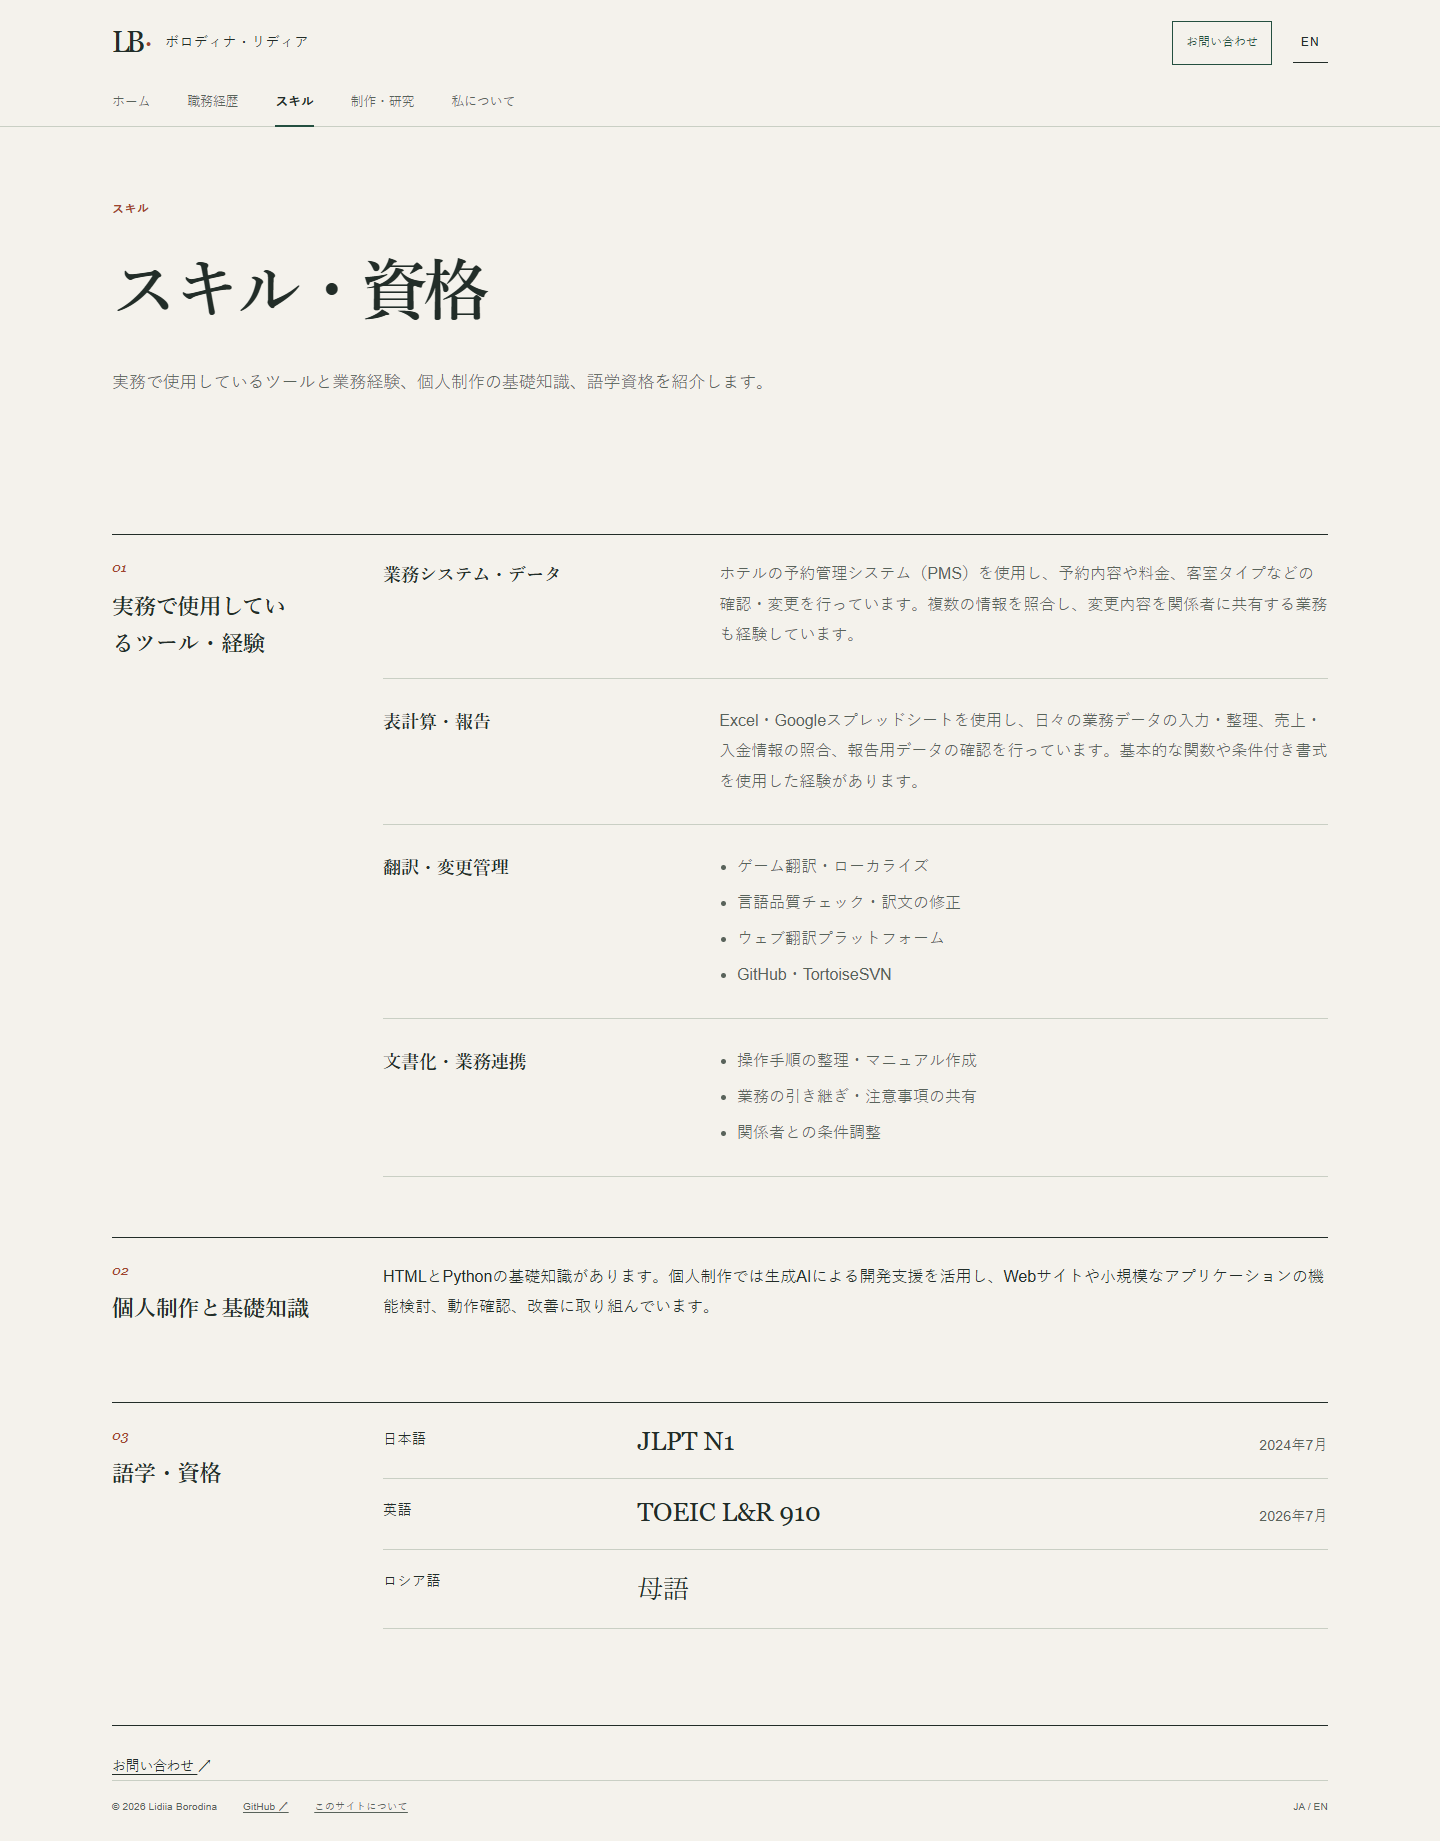 LB· ボロディナ・リディア
お問い合わせ
EN
ホーム 職務経歴 スキル 制作・研究 私について
スキル
スキル・資格
実務で使用しているツールと業務経験、個人制作の基礎知識、語学資格を紹介します。
01
実務で使用してい
るツール・経験
業務システム・データ
ホテルの予約管理システム（PMS）を使用し、予約内容や料金、客室タイプなどの
確認・変更を行っています。複数の情報を照合し、変更内容を関係者に共有する業務
も経験しています。
表計算・報告
Excel・Googleスプレッドシートを使用し、日々の業務データの入力・整理、売上・
入金情報の照合、報告用データの確認を行っています。基本的な関数や条件付き書式
を使用した経験があります。
翻訳・変更管理
• ゲーム翻訳・ローカライズ
• 言語品質チェック・訳文の修正
• ウェブ翻訳プラットフォーム
• GitHub・TortoiseSVN
文書化・業務連携
• 操作手順の整理・マニュアル作成
• 業務の引き継ぎ・注意事項の共有
• 関係者との条件調整
02
個人制作と基礎知識
HTMLとPythonの基礎知識があります。個人制作では生成AIによる開発支援を活用し、Webサイトや小規模なアプリケーションの機
能検討、動作確認、改善に取り組んでいます。
03
語学・資格
日本語 JLPT N1 2024年7月
英語 TOEIC L&R 910 2026年7月
ロシア語 母語
お問い合わせ ／
© 2026 Lidiia Borodina GitHub ／ このサイトについて JA / EN